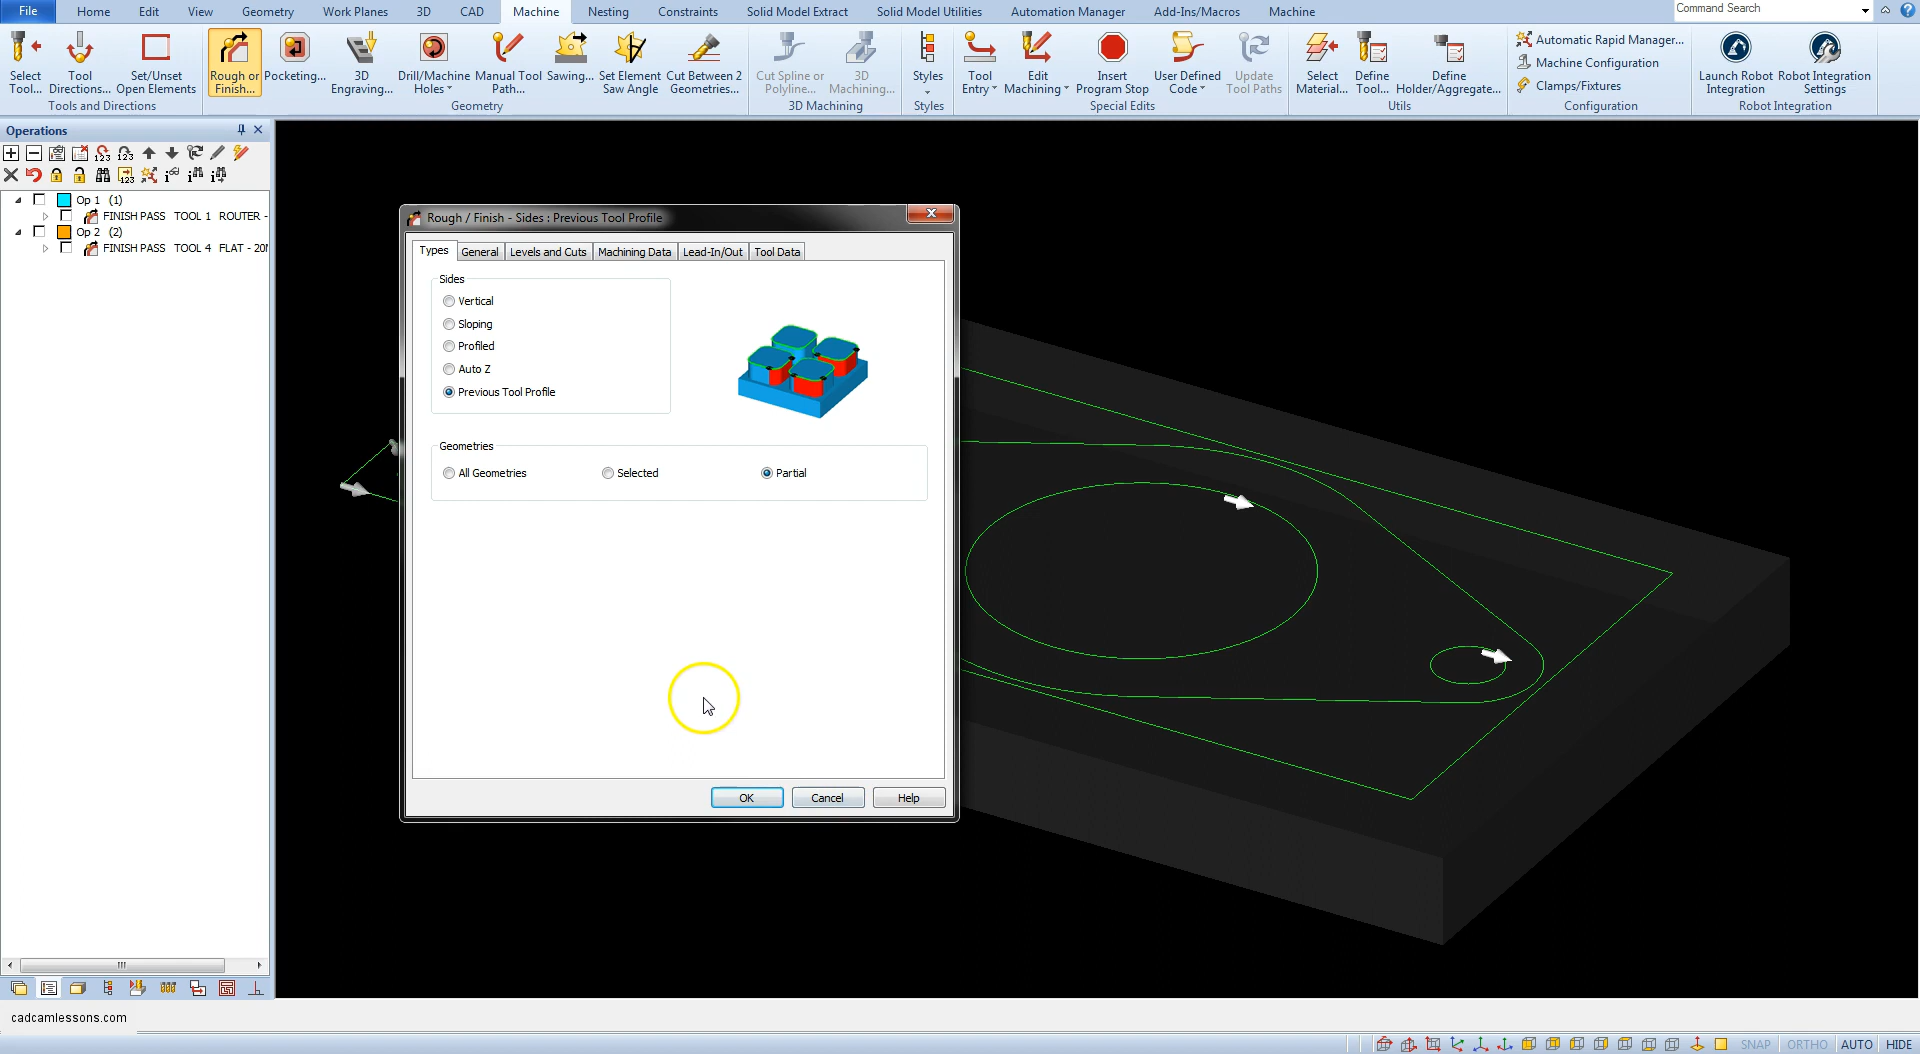 File Home Edit View Geometry Work Planes 3D CAD Machine Nesting Constraints Solid Model Extract Solid Model Utilities Automation Manager Add-Ins/Macros Machine Command Search
Select Tool... Tool Directions... Set/Unset Open Elements
Tools and Directions
Rough or Finish... Pocketing... 3D Engraving... Drill/Machine Holes Manual Tool Path... Sawing... Set Element Saw Angle Cut Between 2 Geometries...
Geometry
Cut Spline or Polyline... 3D Machining...
3D Machining
Styles
Styles
Tool Entry Edit Machining Insert Program Stop User Defined Code Update Tool Paths
Special Edits
Select Material... Define Tool... Define Holder/Aggregate...
Utils
Automatic Rapid Manager...
Machine Configuration
Clamps/Fixtures
Configuration
Launch Robot Integration Robot Integration Settings
Robot Integration
Operations
123 123
123
Op 1 (1)
FINISH PASS TOOL 1 ROUTER -
Op 2 (2)
FINISH PASS TOOL 4 FLAT - 20
Rough / Finish - Sides : Previous Tool Profile
Types General Levels and Cuts Machining Data Lead-In/Out Tool Data
Sides
Vertical
Sloping
Profiled
Auto Z
Previous Tool Profile
Geometries
All Geometries Selected Partial
OK Cancel Help
cadcamlessons.com
SNAP ORTHO AUTO HIDE